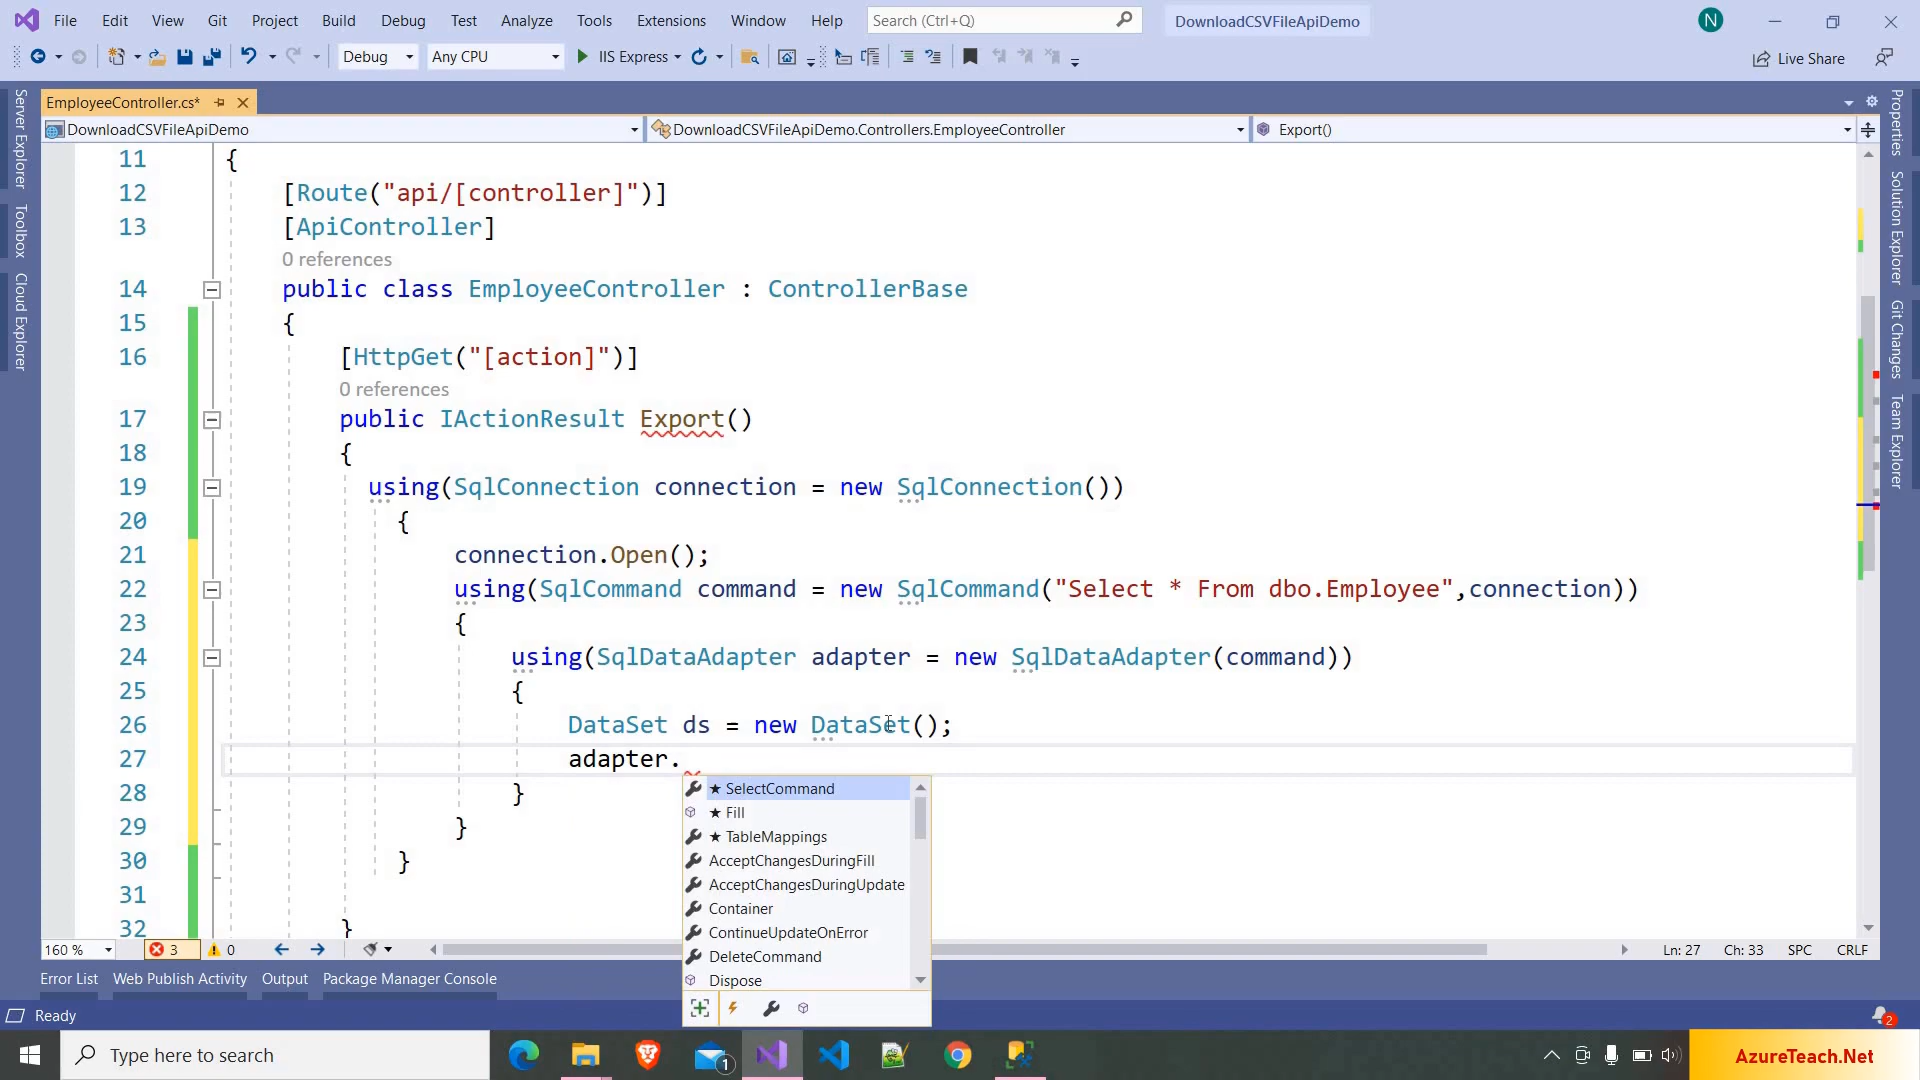 File Edit View Git Project Build Debug Test Analyze Tools Extensions Window Help Search (Ctrl+Q) DownloadCSVFileApiDemo N
Debug Any CPU IIS Express Live Share
EmployeeController.cs*
DownloadCSVFileApiDemo DownloadCSVFileApiDemo.Controllers.EmployeeController Export()
Server Explorer
Toolbox
Cloud Explorer
11 {
12 [Route("api/[controller]")]
13 [ApiController]
0 references
14 public class EmployeeController : ControllerBase
15 {
16 [HttpGet("[action]")]
0 references
17 public IActionResult Export()
18 {
19 using(SqlConnection connection = new SqlConnection())
20 {
21 connection.Open();
22 using(SqlCommand command = new SqlCommand("Select * From dbo.Employee",connection))
23 {
24 using(SqlDataAdapter adapter = new SqlDataAdapter(command))
25 {
26 DataSet ds = new DataSet();
27 adapter.
28 }
29 }
30 }
31
32 }
★ SelectCommand
★ Fill
★ TableMappings
AcceptChangesDuringFill
AcceptChangesDuringUpdate
Container
ContinueUpdateOnError
DeleteCommand
Dispose
Properties
Solution Explorer
Git Changes
Team Explorer
160 % 3 0 Ln: 27 Ch: 33 SPC CRLF
Error List Web Publish Activity Output Package Manager Console
Ready 2
Type here to search 1 AzureTeach.Net